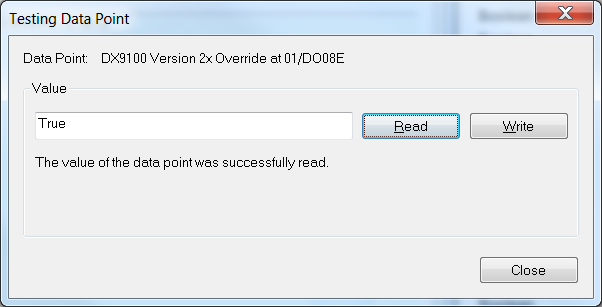 Testing Data Point
Data Point: DX9100 Version 2x Override at 01/DO08E
Value
True
Read
Write
The value of the data point was successfully read.
Close